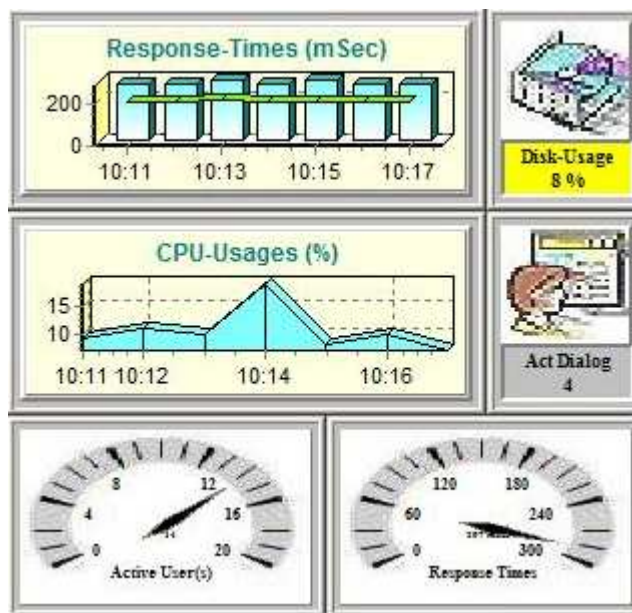 Response-Times (mSec)
200
0
10:11 10:13 10:15 10:17
Disk-Usage
8 %
CPU-Usages (%)
15
10
10:11 10:12 10:14 10:16
Act Dialog
4
0 4 8 12 16 20
14
Active User(s)
0 60 120 180 240 300
Response Times